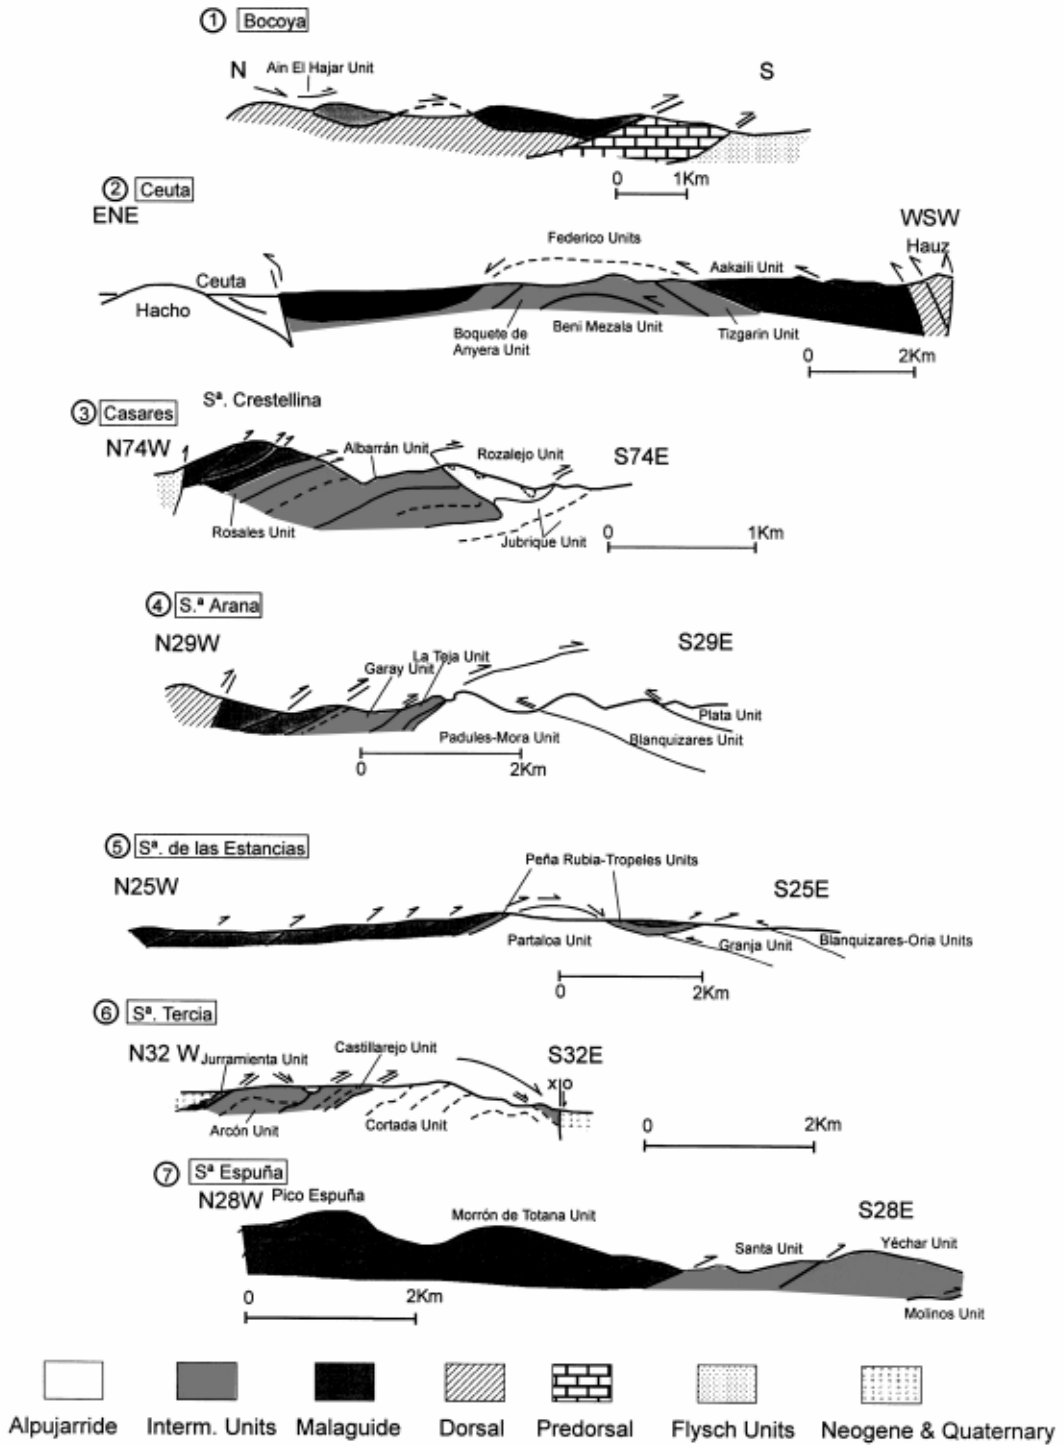 1 Bocoya
N Ain El Hajar Unit S
0 1Km
2 Ceuta
ENE WSW
Federico Units Hauz
Ceuta Aakaili Unit
Hacho
Boquete de Anyera Unit Beni Mezala Unit Tizgarin Unit
0 2Km
3 Casares Sª. Crestellina
N74W Albarrán Unit Rozalejo Unit S74E
Rosales Unit Jubrique Unit
0 1Km
4 S.ª Arana
N29W S29E
La Teja Unit
Garay Unit
Plata Unit
Padules-Mora Unit Blanquizares Unit
0 2Km
5 Sª. de las Estancias
Peña Rubia-Tropeles Units
N25W S25E
Partaloa Unit Granja Unit Blanquizares-Oria Units
0 2Km
6 Sª. Tercia
N32 W Jurramienta Unit Castillarejo Unit S32E
X O
Arcón Unit Cortada Unit
0 2Km
7 Sª Espuña
N28W Pico Espuña
Morrón de Totana Unit S28E
Santa Unit Yéchar Unit
0 2Km
Molinos Unit
Alpujarride Interm. Units Malaguide Dorsal Predorsal Flysch Units Neogene & Quaternary